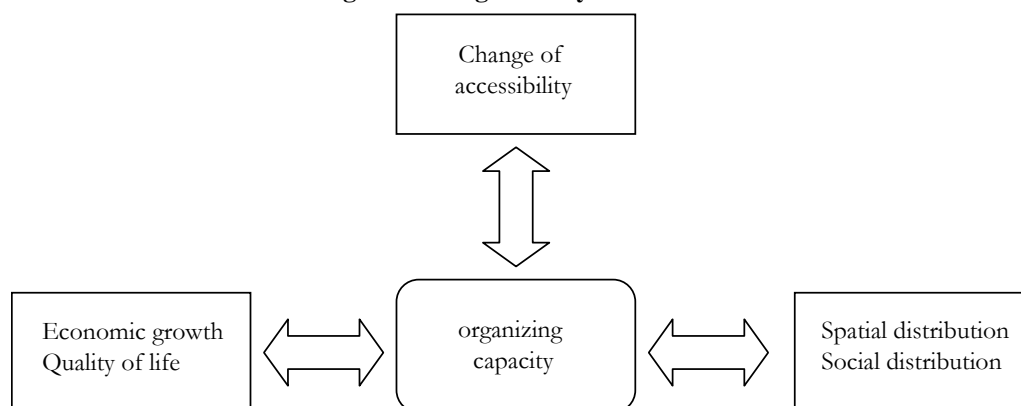 Change of
accessibility
Economic growth
Quality of life
organizing
capacity
Spatial distribution
Social distribution